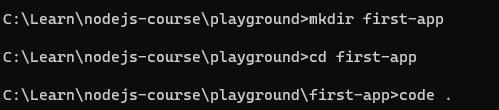 C:\Learn\nodejs-course\playground>mkdir first-app
C:\Learn\nodejs-course\playground>cd first-app
C:\Learn\nodejs-course\playground\first-app>code .